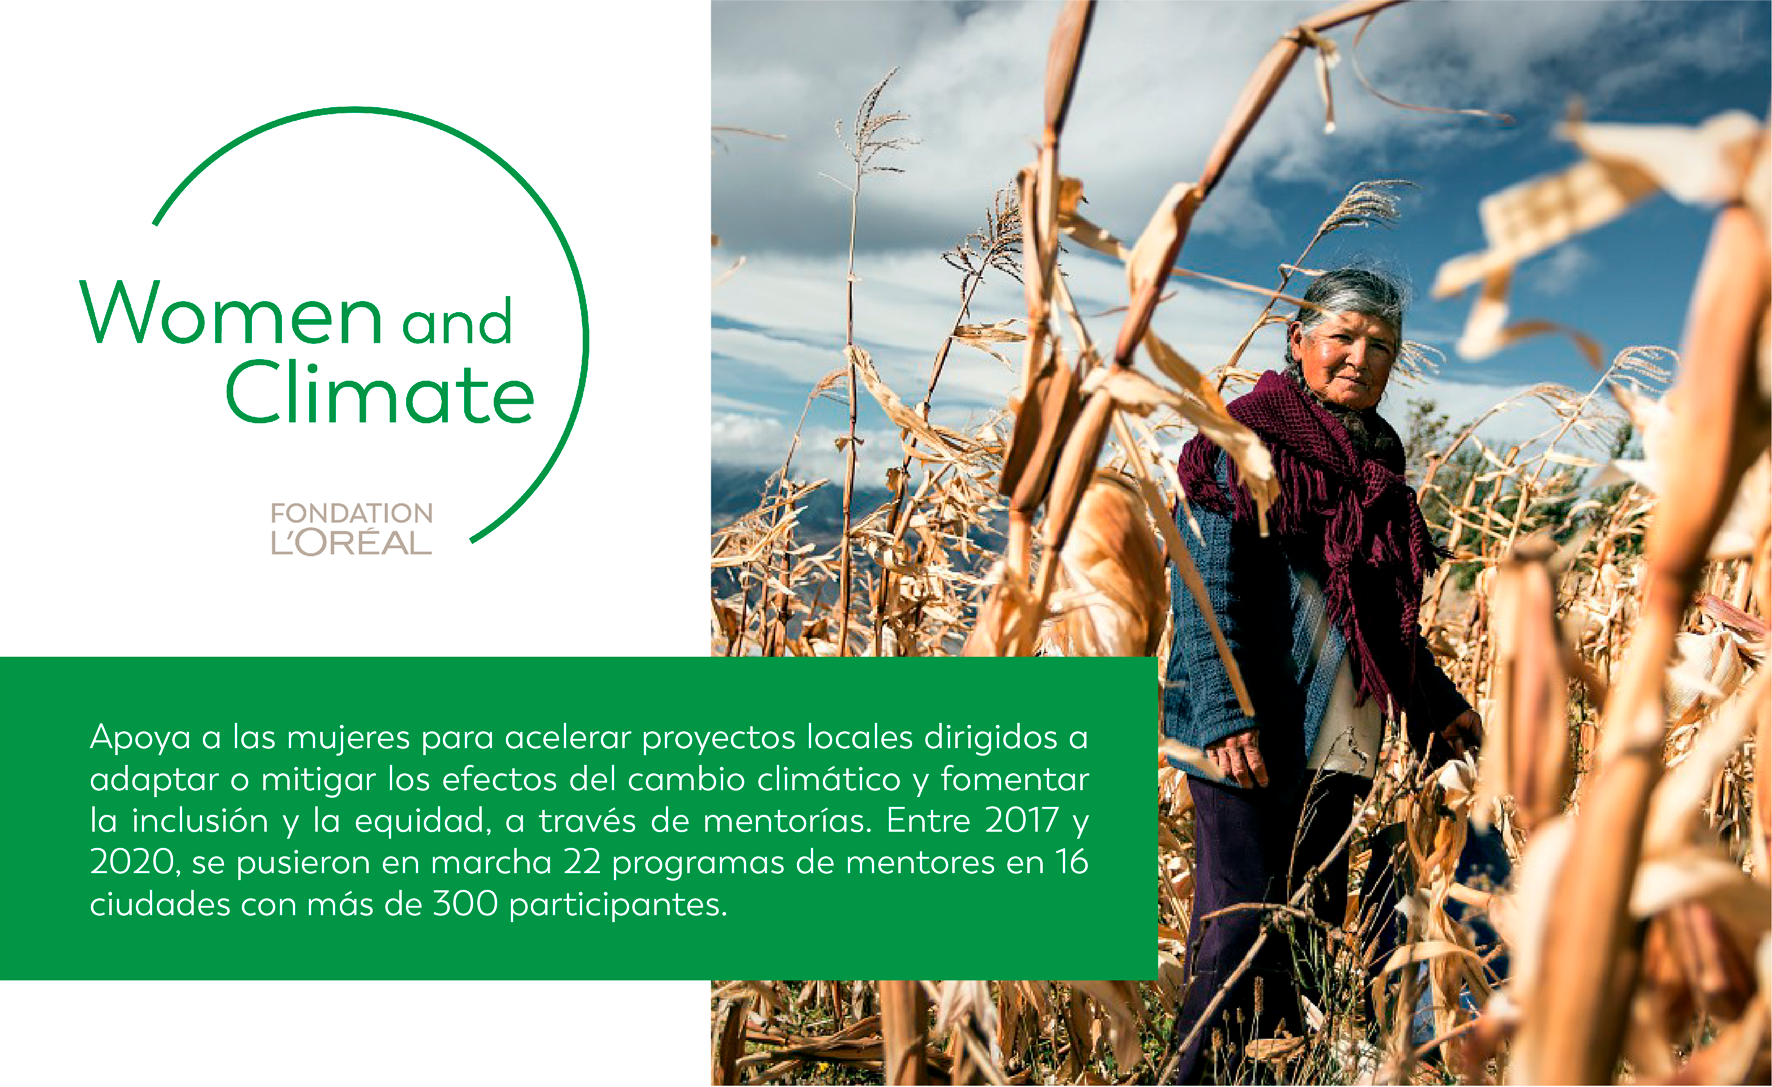 Women and
Climate
FONDATION
L'ORÉAL
Apoya a las mujeres para acelerar proyectos locales dirigidos a
adaptar o mitigar los efectos del cambio climático y fomentar
la inclusión y la equidad, a través de mentorías. Entre 2017 y
2020, se pusieron en marcha 22 programas de mentores en 16
ciudades con más de 300 participantes.